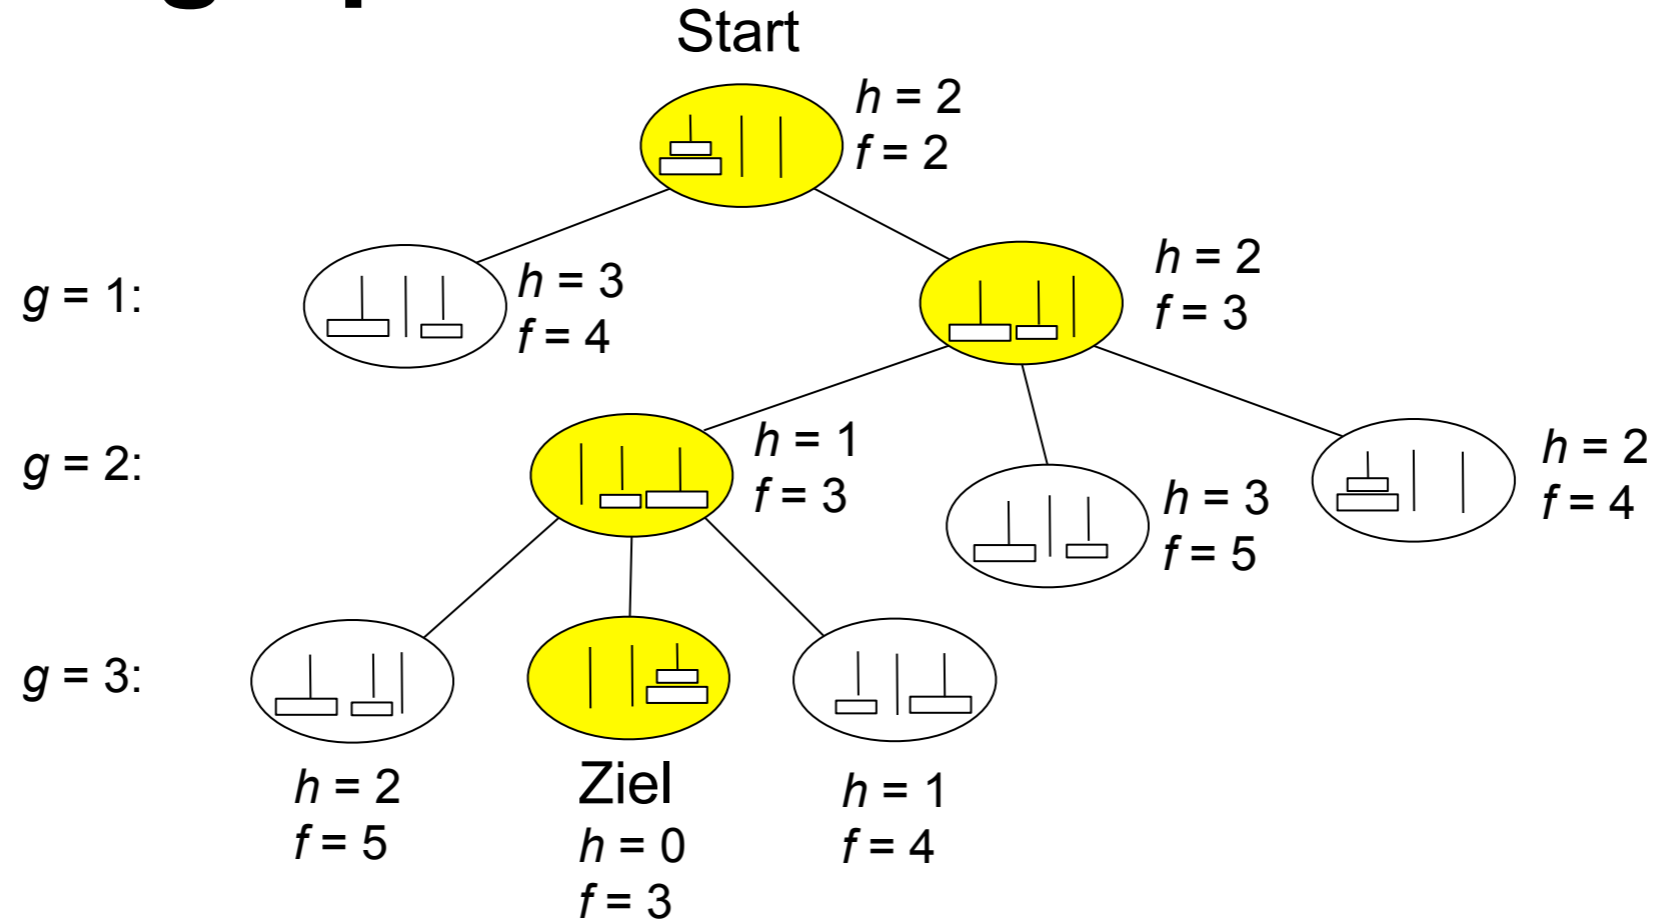 Start
h = 2
f = 2
g = 1:
h = 3
f = 4
h = 2
f = 3
g = 2:
h = 1
f = 3
h = 3
f = 5
h = 2
f = 4
g = 3:
h = 2
f = 5
Ziel
h = 0
f = 3
h = 1
f = 4